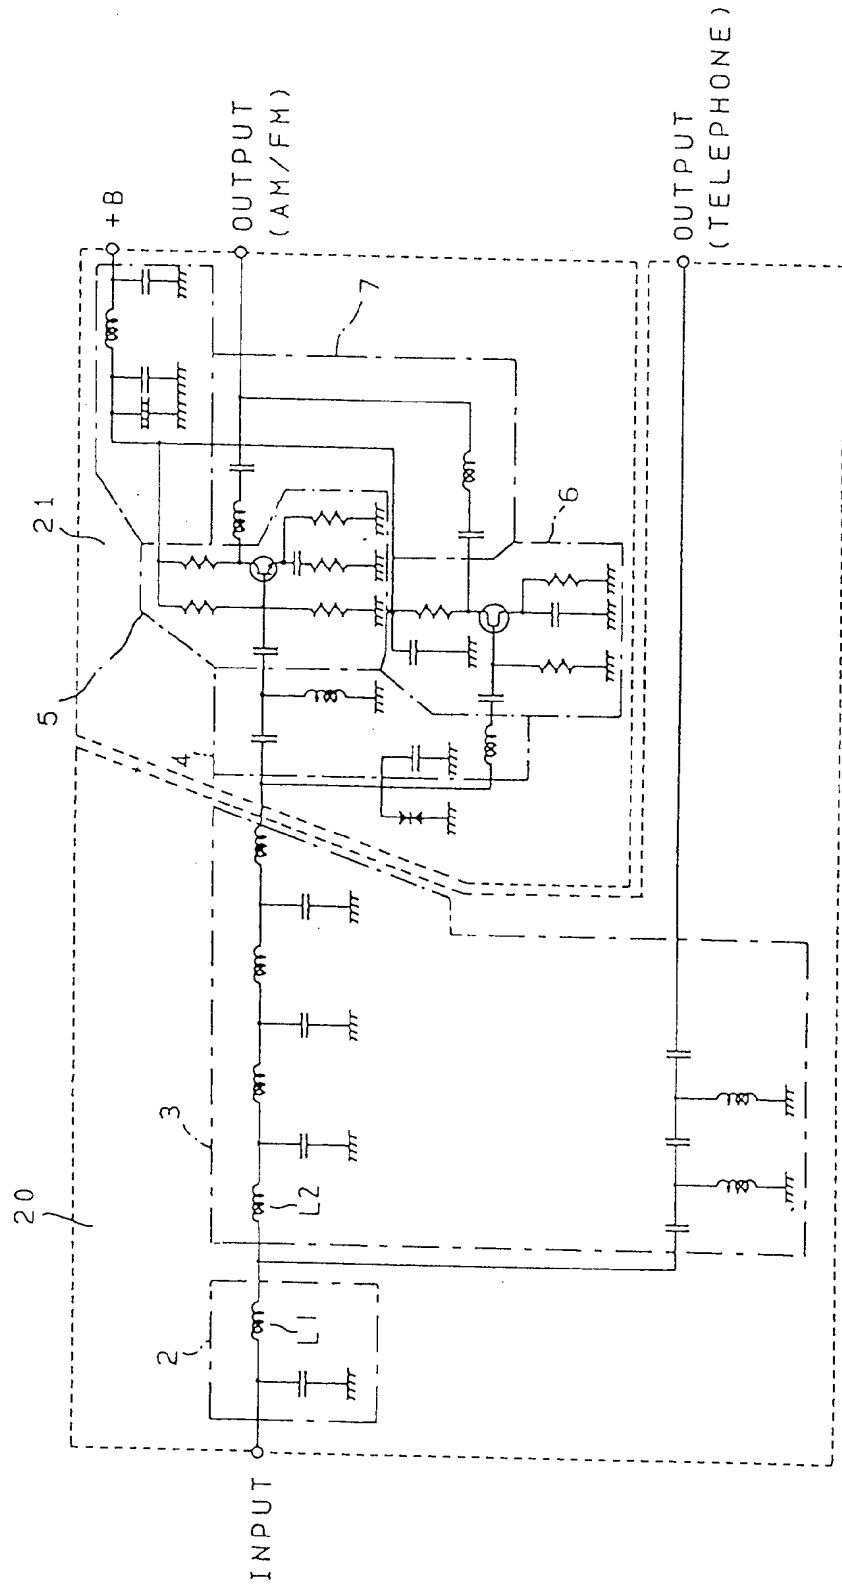 20
21
2
3
4
5
6
7
L1
L2
INPUT
+B
OUTPUT
(AM/FM)
OUTPUT
(TELEPHONE)